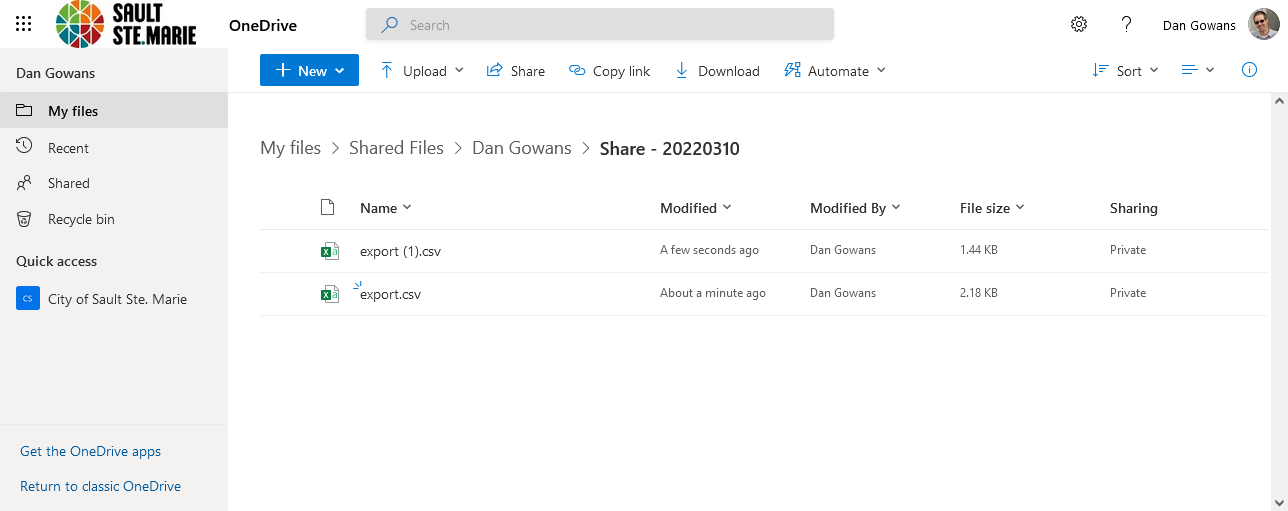 SAULT
STE.MARIE
OneDrive
Search
?
Dan Gowans
Dan Gowans
My files
Recent
Shared
Recycle bin
Quick access
CS City of Sault Ste. Marie
Get the OneDrive apps
Return to classic OneDrive
+ New Upload Share Copy link Download Automate Sort
My files > Shared Files > Dan Gowans > Share - 20220310
Name Modified Modified By File size Sharing
export (1).csv A few seconds ago Dan Gowans 1.44 KB Private
export.csv About a minute ago Dan Gowans 2.18 KB Private